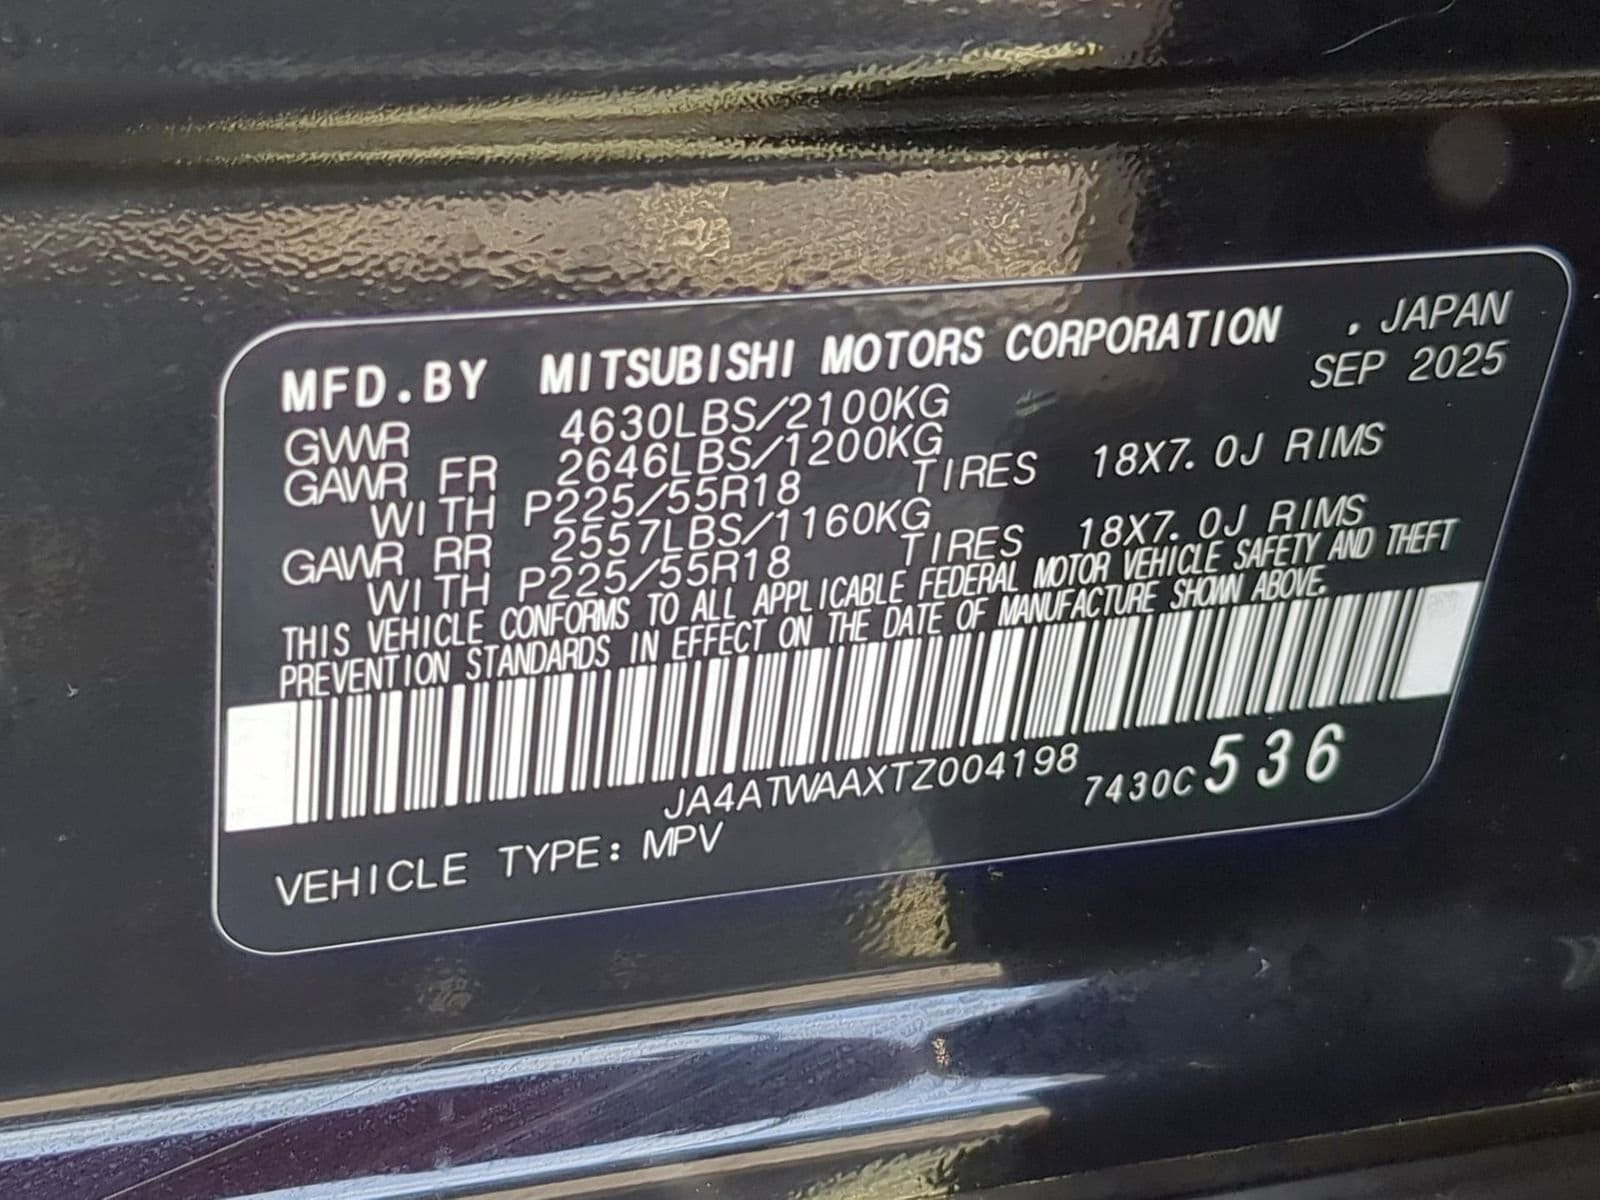 MFD.BY MITSUBISHI MOTORS CORPORATION , JAPAN
SEP 2025
GVWR 4630LBS/2100KG
GAWR FR 2646LBS/1200KG
WITH P225/55R18 TIRES 18X7.0J RIMS
GAWR RR 2557LBS/1160KG
WITH P225/55R18 TIRES 18X7.0J RIMS
THIS VEHICLE CONFORMS TO ALL APPLICABLE FEDERAL MOTOR VEHICLE SAFETY AND THEFT
PREVENTION STANDARDS IN EFFECT ON THE DATE OF MANUFACTURE SHOWN ABOVE.
JA4ATWAAXTZ004198 7430C 536
VEHICLE TYPE: MPV